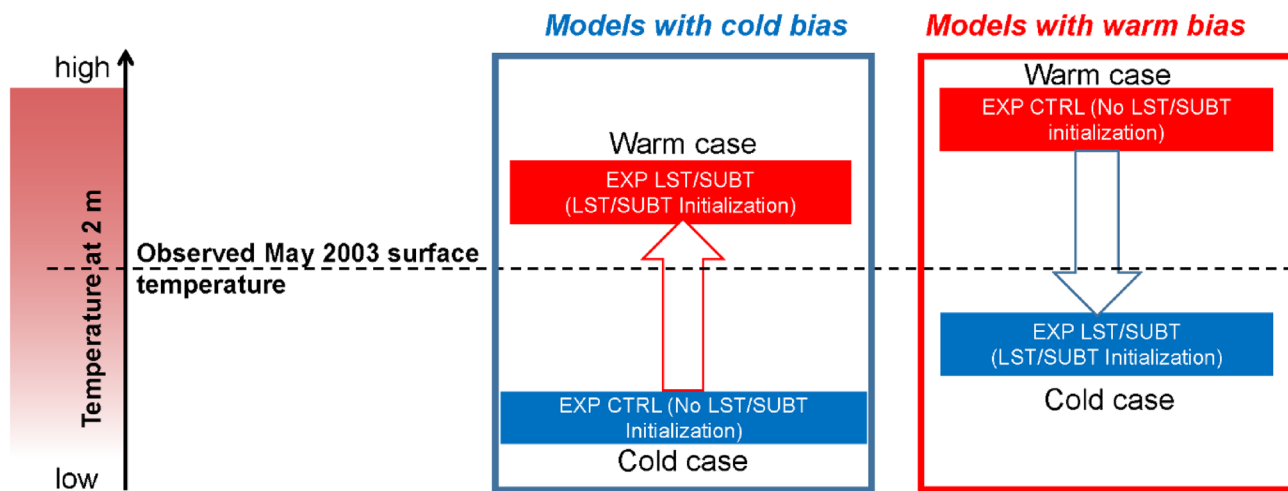 Models with cold bias
Models with warm bias
high
Temperature at 2 m
low
Observed May 2003 surface
temperature
Warm case
EXP LST/SUBT
(LST/SUBT Initialization)
EXP CTRL (No LST/SUBT
Initialization)
Cold case
Warm case
EXP CTRL (No LST/SUBT
initialization)
EXP LST/SUBT
(LST/SUBT Initialization)
Cold case